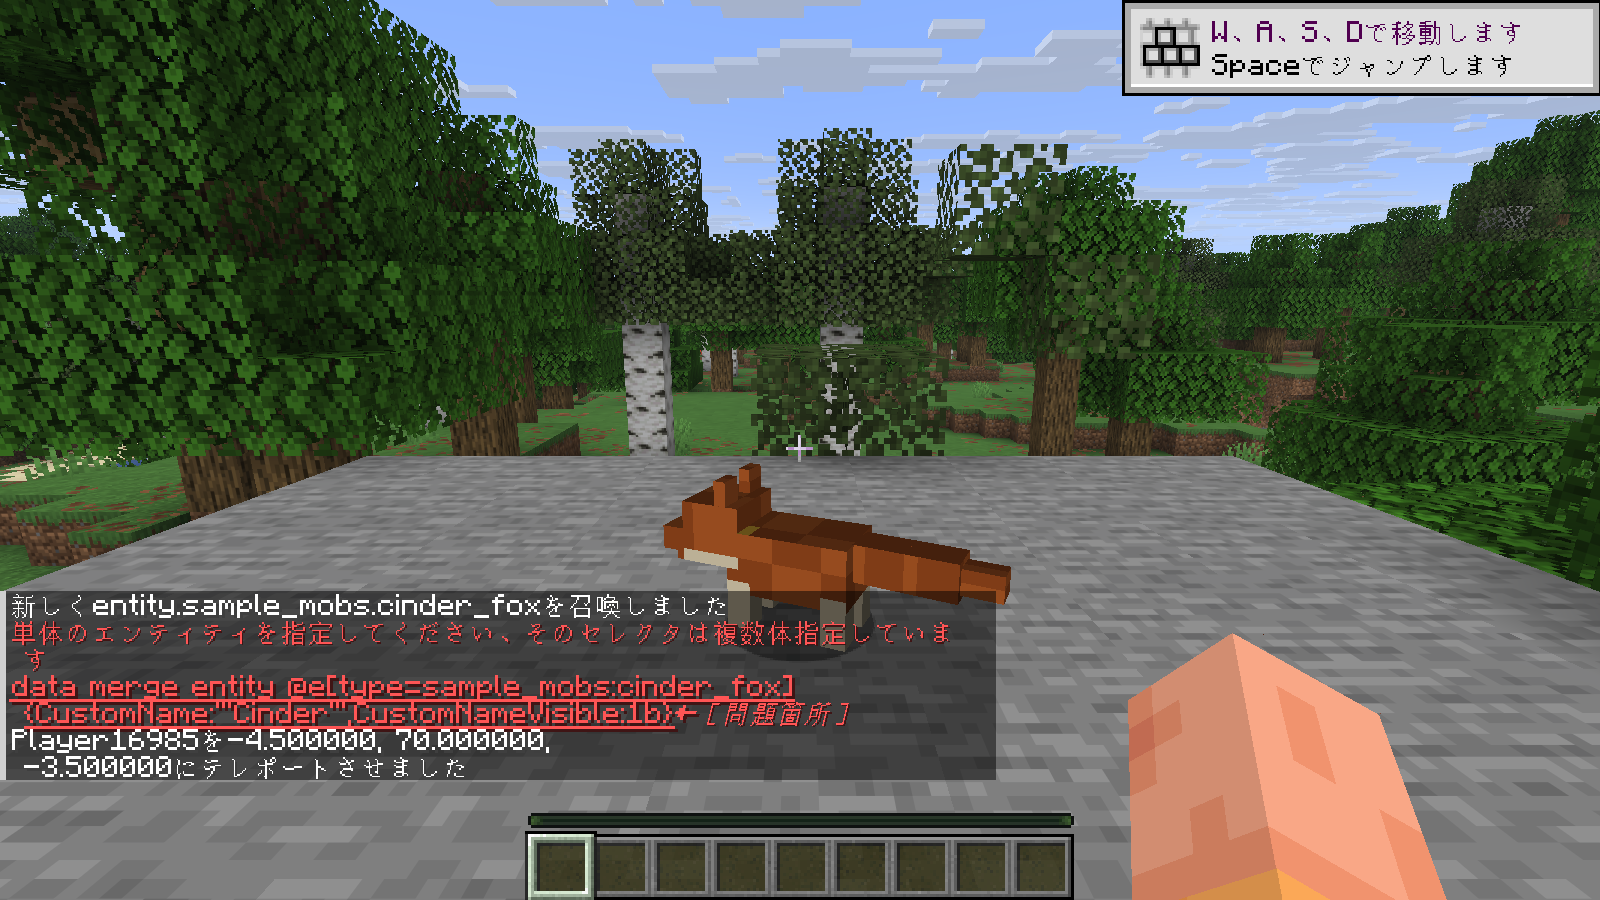 W、A、S、Dで移動します
Spaceでジャンプします
新しくentity.sample_mobs.cinder_foxを召喚しました
単体のエンティティを指定してください、そのセレクタは複数体指定していま
す
data merge entity @e[type=sample_mobs:cinder_fox]
{CustomName:'"Cinder"',CustomNameVisible:1b}←[問題箇所]
Player16985を-4.500000, 70.000000,
-3.500000にテレポートさせました